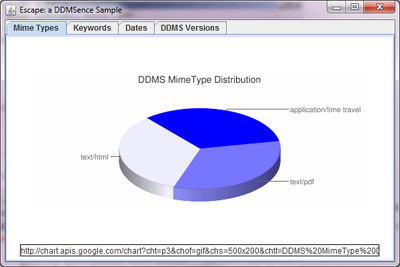 Escape: a DDMSence Sample
Mime Types Keywords Dates DDMS Versions
DDMS MimeType Distribution
application/time travel
text/html
text/pdf
http://chart.apis.google.com/chart?cht=p3&chof=gif&chs=500x200&chtt=DDMS%20MimeType%20D